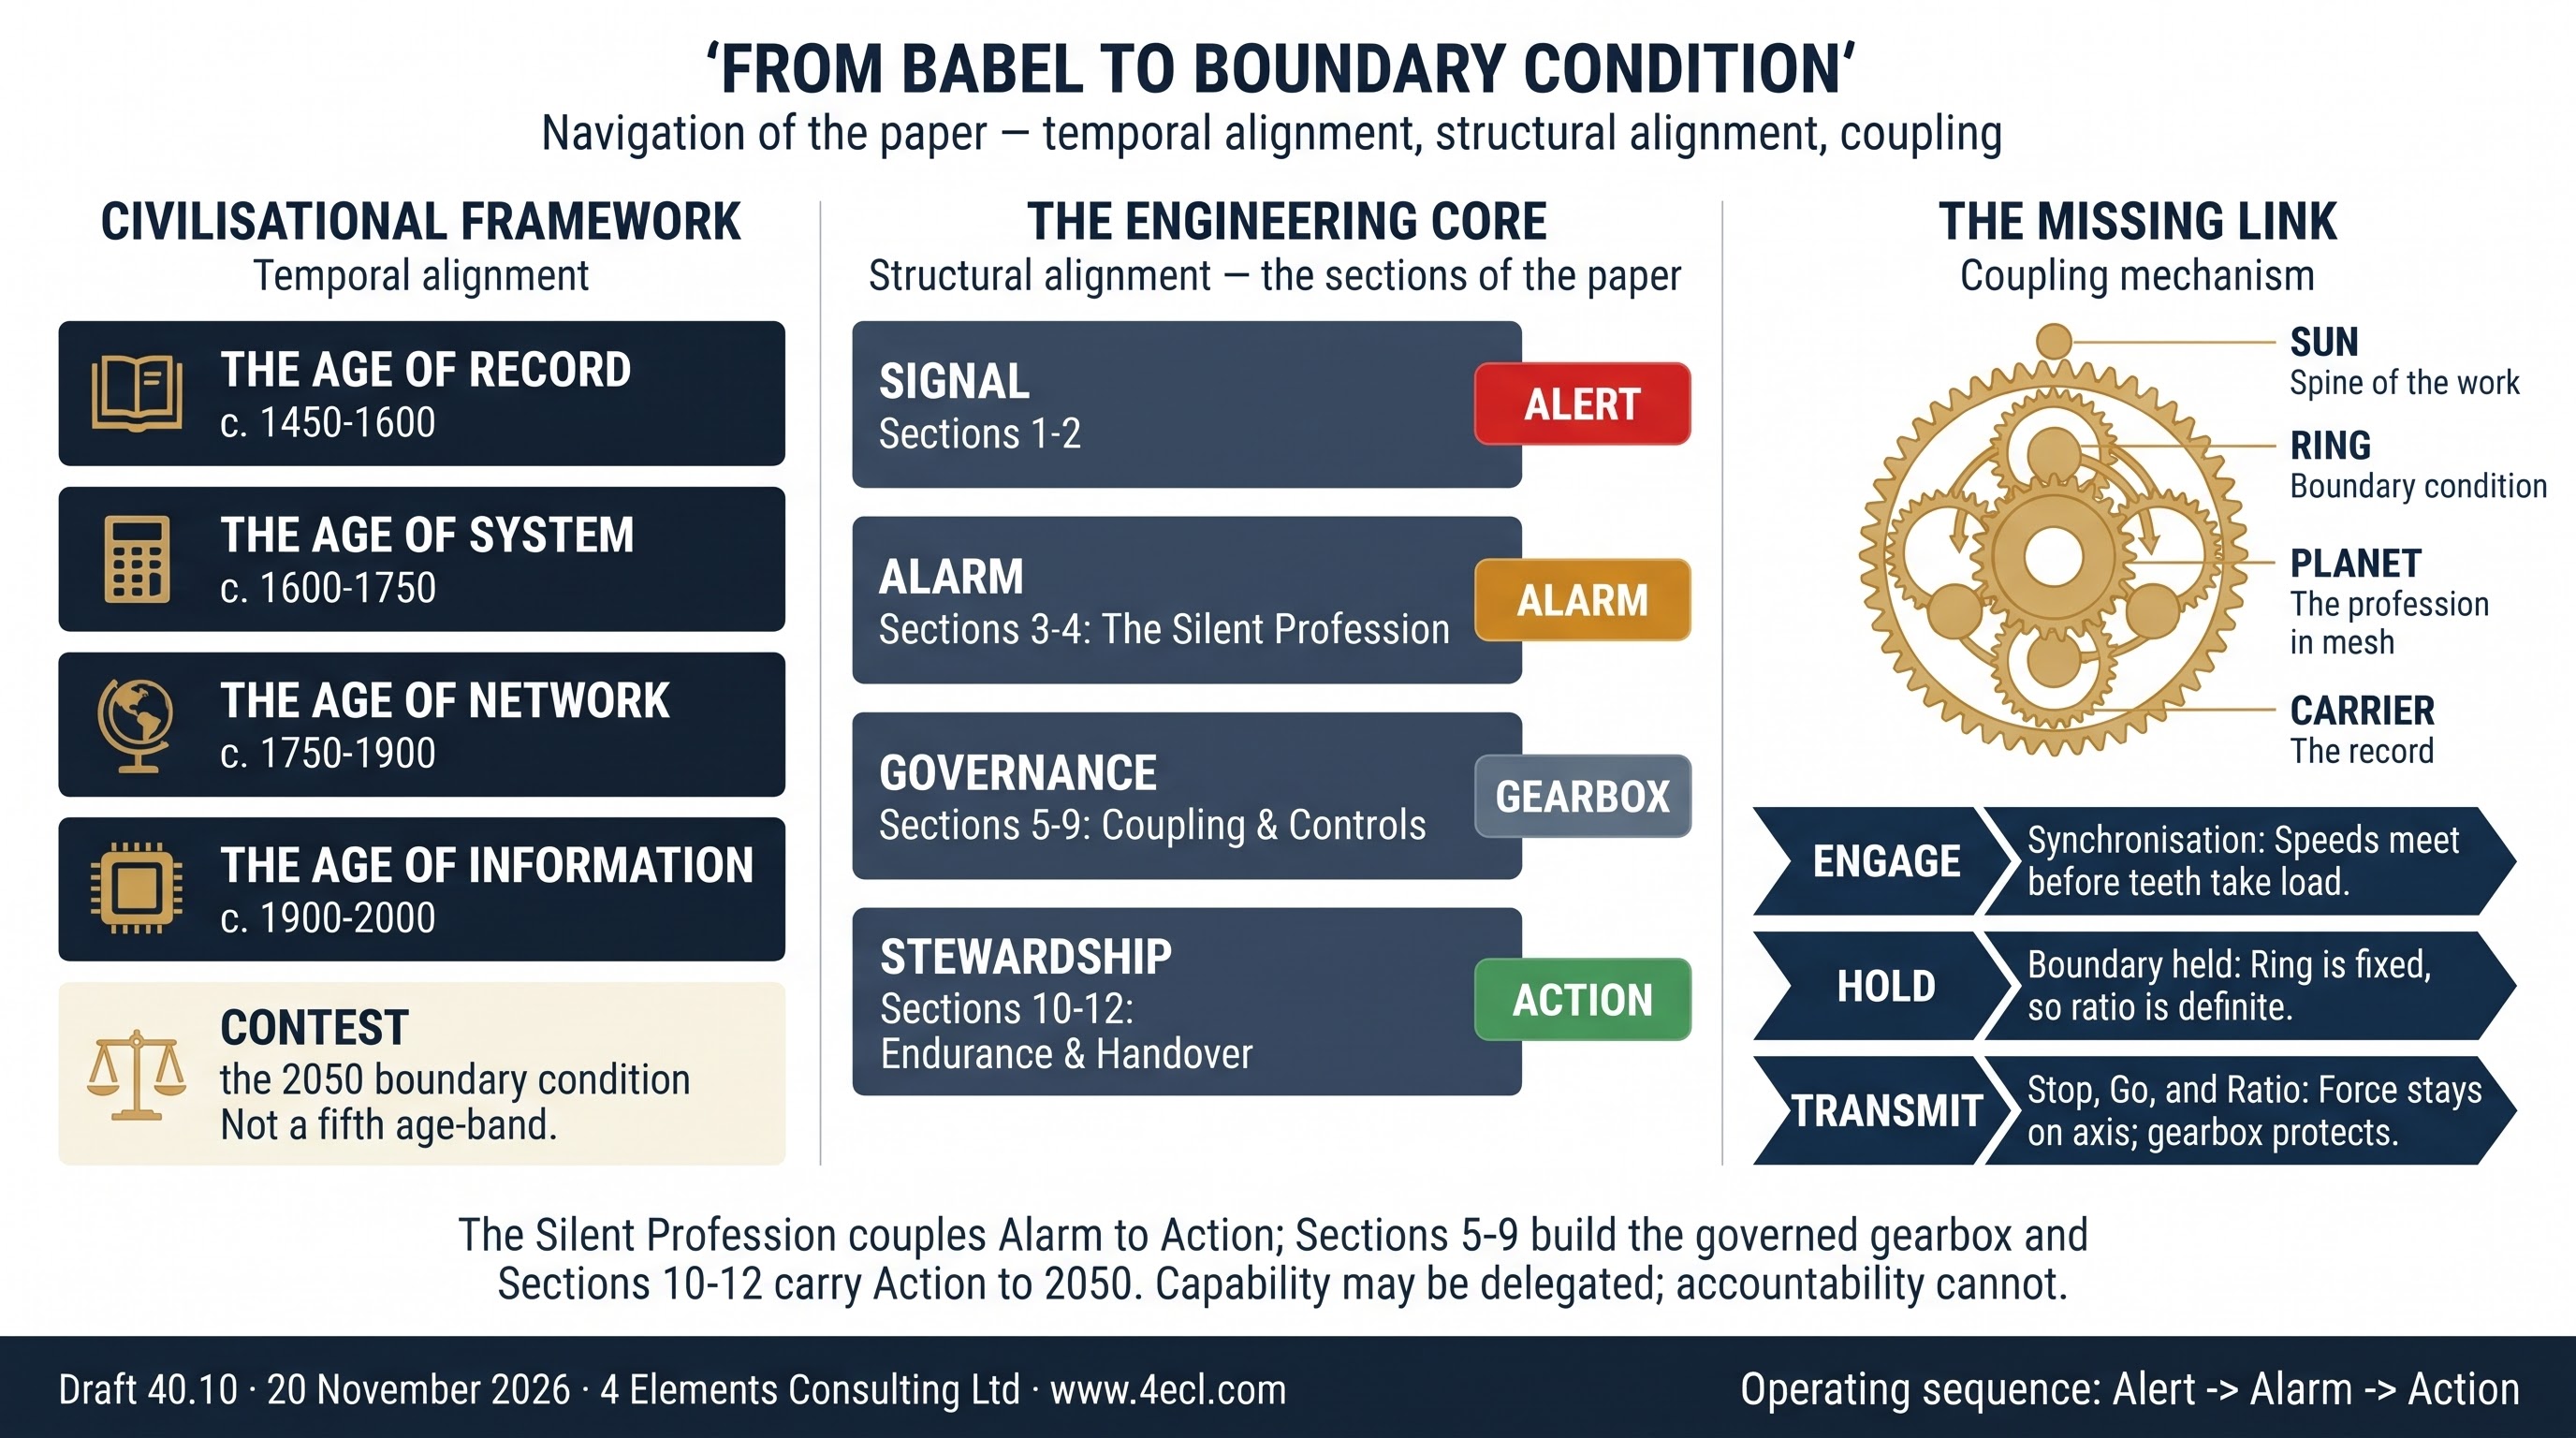 ‘FROM BABEL TO BOUNDARY CONDITION’
Navigation of the paper — temporal alignment, structural alignment, coupling
CIVILISATIONAL FRAMEWORK
Temporal alignment
THE AGE OF RECORD
c. 1450-1600
THE AGE OF SYSTEM
c. 1600-1750
THE AGE OF NETWORK
c. 1750-1900
THE AGE OF INFORMATION
c. 1900-2000
CONTEST
the 2050 boundary condition
Not a fifth age-band.
THE ENGINEERING CORE
Structural alignment — the sections of the paper
SIGNAL
Sections 1-2
ALERT
ALARM
Sections 3-4: The Silent Profession
ALARM
GOVERNANCE
Sections 5-9: Coupling & Controls
GEARBOX
STEWARDSHIP
Sections 10-12:
Endurance & Handover
ACTION
THE MISSING LINK
Coupling mechanism
SUN
Spine of the work
RING
Boundary condition
PLANET
The profession
in mesh
CARRIER
The record
ENGAGE
Synchronisation: Speeds meet
before teeth take load.
HOLD
Boundary held: Ring is fixed,
so ratio is definite.
TRANSMIT
Stop, Go, and Ratio: Force stays
on axis; gearbox protects.
The Silent Profession couples Alarm to Action; Sections 5-9 build the governed gearbox and
Sections 10-12 carry Action to 2050. Capability may be delegated; accountability cannot.
Draft 40.10 · 20 November 2026 · 4 Elements Consulting Ltd · www.4ecl.com
Operating sequence: Alert -> Alarm -> Action